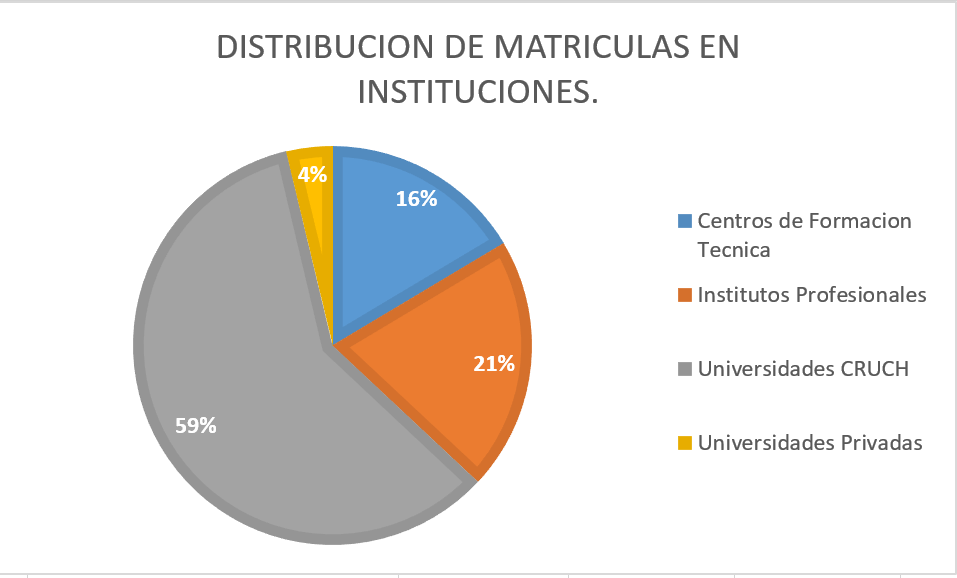 DISTRIBUCION DE MATRICULAS EN
INSTITUCIONES.
4%
16%
21%
59%
Centros de Formacion
Tecnica
Institutos Profesionales
Universidades CRUCH
Universidades Privadas